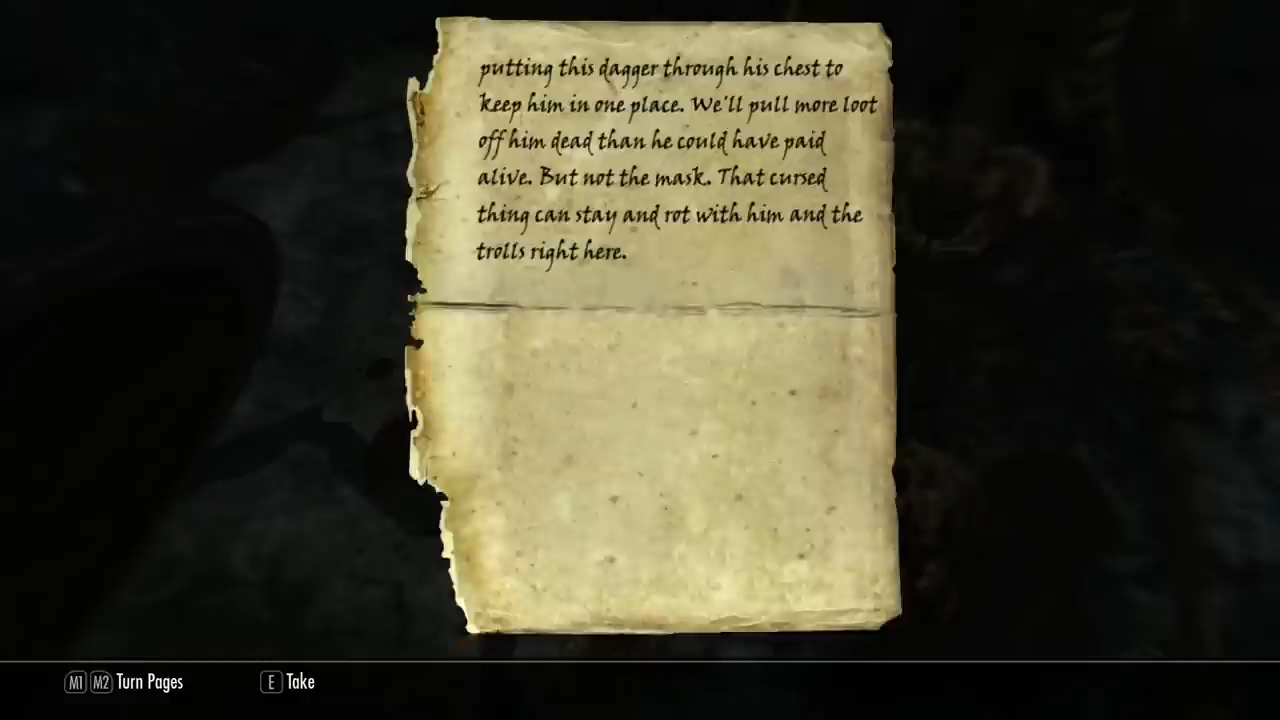 putting this dagger through his chest to
keep him in one place. We'll pull more loot
off him dead than he could have paid
alive. But not the mask. That cursed
thing can stay and rot with him and the
trolls right here.
M1 M2 Turn Pages E Take